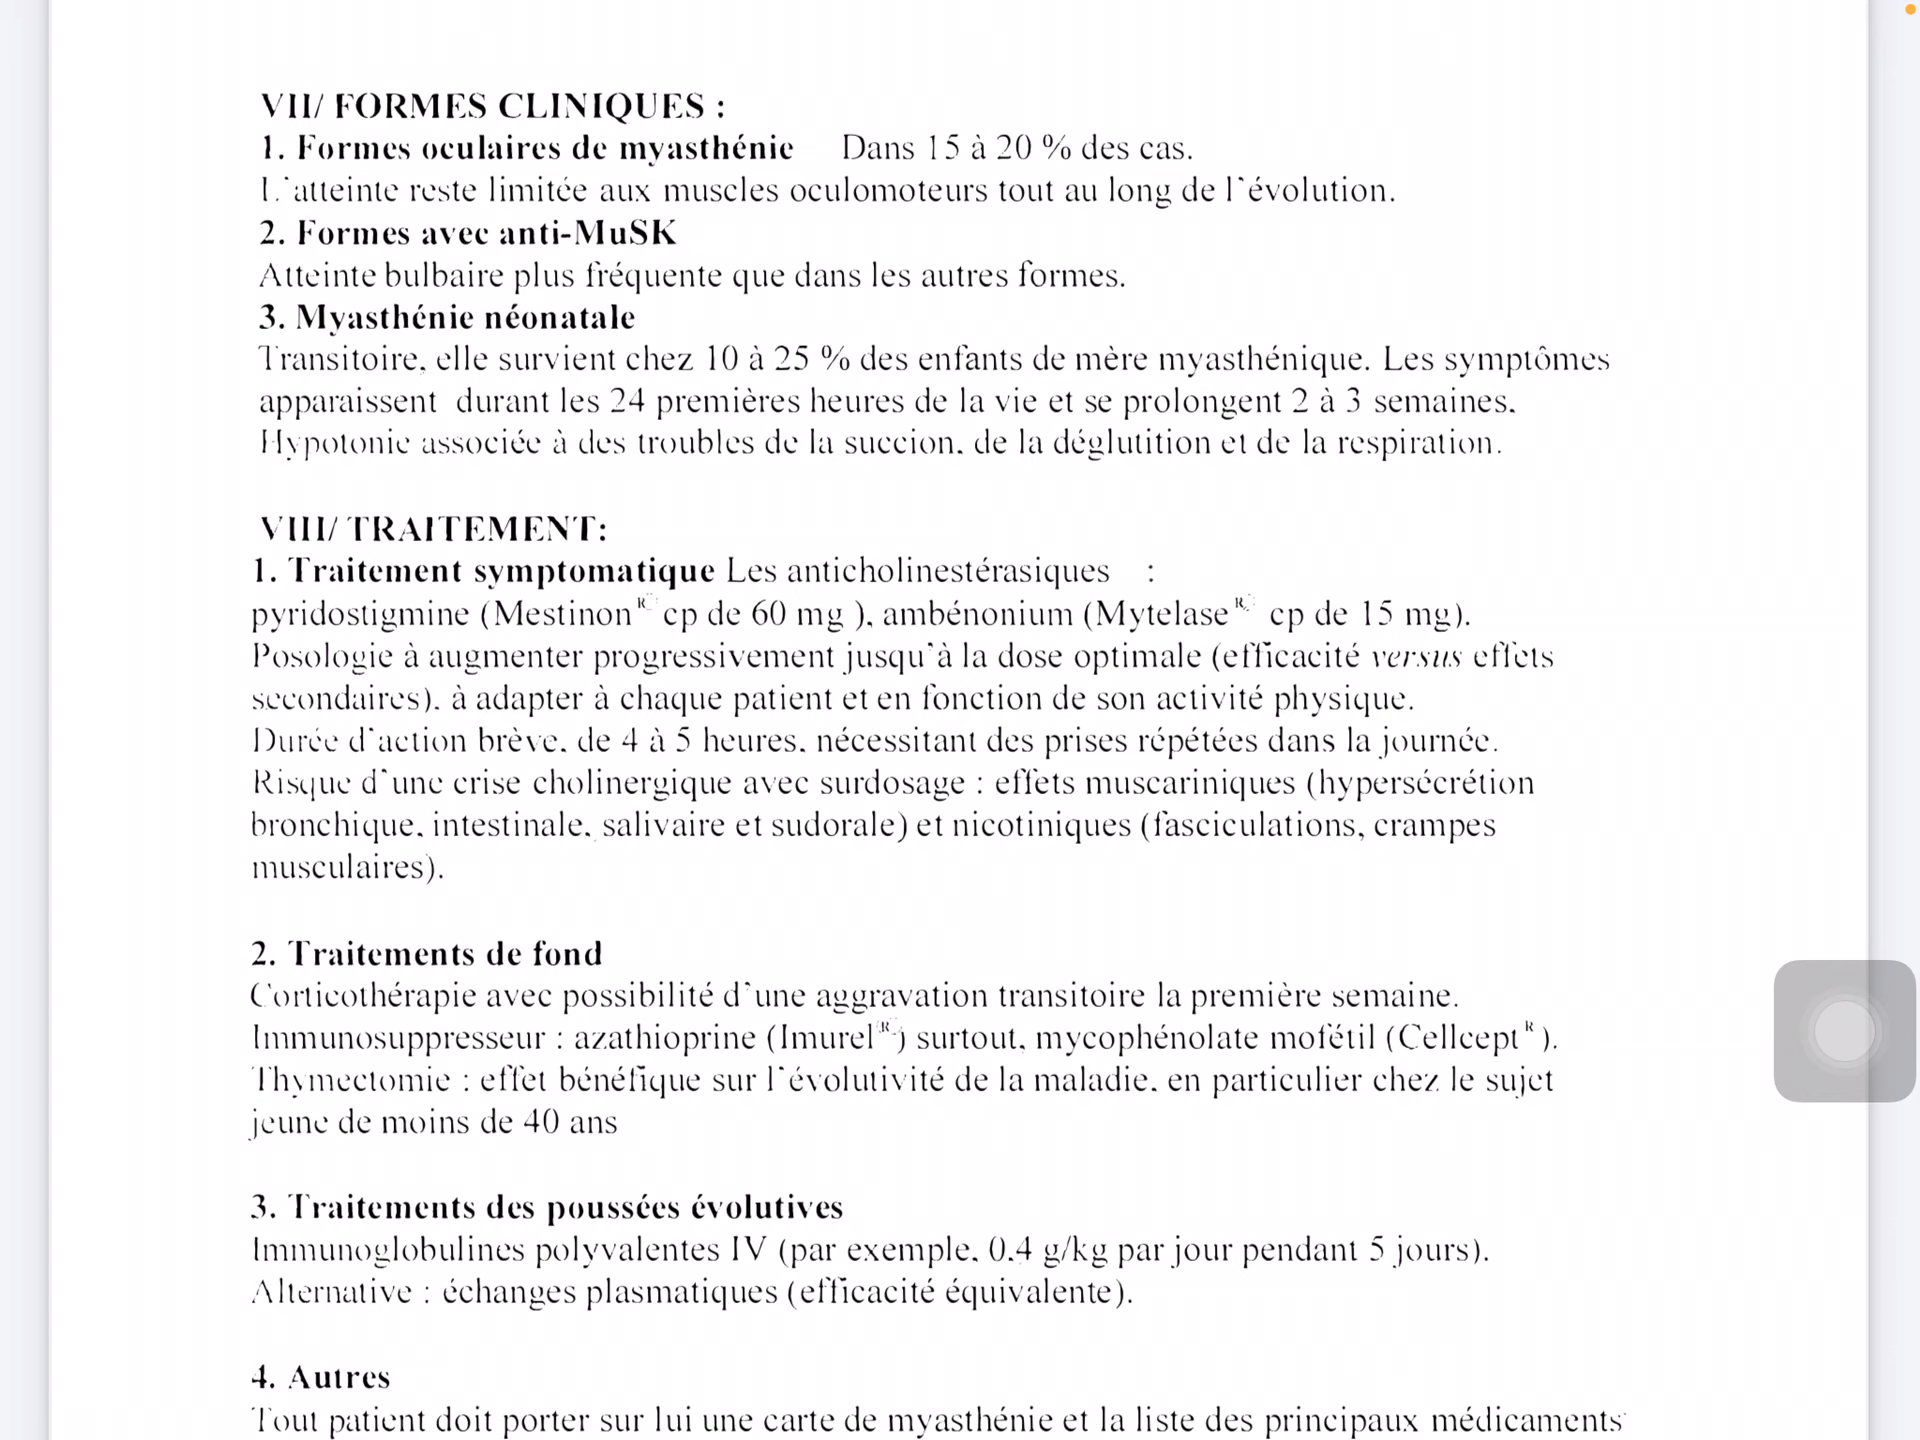 VII/ FORMES CLINIQUES :
1. Formes oculaires de myasthénie Dans 15 à 20 % des cas.
L'atteinte reste limitée aux muscles oculomoteurs tout au long de l'évolution.
2. Formes avec anti-MuSK
Atteinte bulbaire plus fréquente que dans les autres formes.
3. Myasthénie néonatale
Transitoire, elle survient chez 10 à 25 % des enfants de mère myasthénique. Les symptômes
apparaissent durant les 24 premières heures de la vie et se prolongent 2 à 3 semaines.
Hypotonie associée à des troubles de la succion, de la déglutition et de la respiration.
VIII/ TRAITEMENT:
1. Traitement symptomatique Les anticholinestérasiques :
pyridostigmine (Mestinon® cp de 60 mg ), ambénonium (Mytelase® cp de 15 mg).
Posologie à augmenter progressivement jusqu'à la dose optimale (efficacité versus effets
secondaires), à adapter à chaque patient et en fonction de son activité physique.
Durée d'action brève, de 4 à 5 heures, nécessitant des prises répétées dans la journée.
Risque d'une crise cholinergique avec surdosage : effets muscariniques (hypersécrétion
bronchique, intestinale, salivaire et sudorale) et nicotiniques (fasciculations, crampes
musculaires).
2. Traitements de fond
Corticothérapie avec possibilité d'une aggravation transitoire la première semaine.
Immunosuppresseur : azathioprine (Imurel®) surtout, mycophénolate mofétil (Cellcept®).
Thymectomie : effet bénéfique sur l'évolutivité de la maladie, en particulier chez le sujet
jeune de moins de 40 ans
3. Traitements des poussées évolutives
Immunoglobulines polyvalentes IV (par exemple, 0,4 g/kg par jour pendant 5 jours).
Alternative : échanges plasmatiques (efficacité équivalente).
4. Autres
Tout patient doit porter sur lui une carte de myasthénie et la liste des principaux médicaments